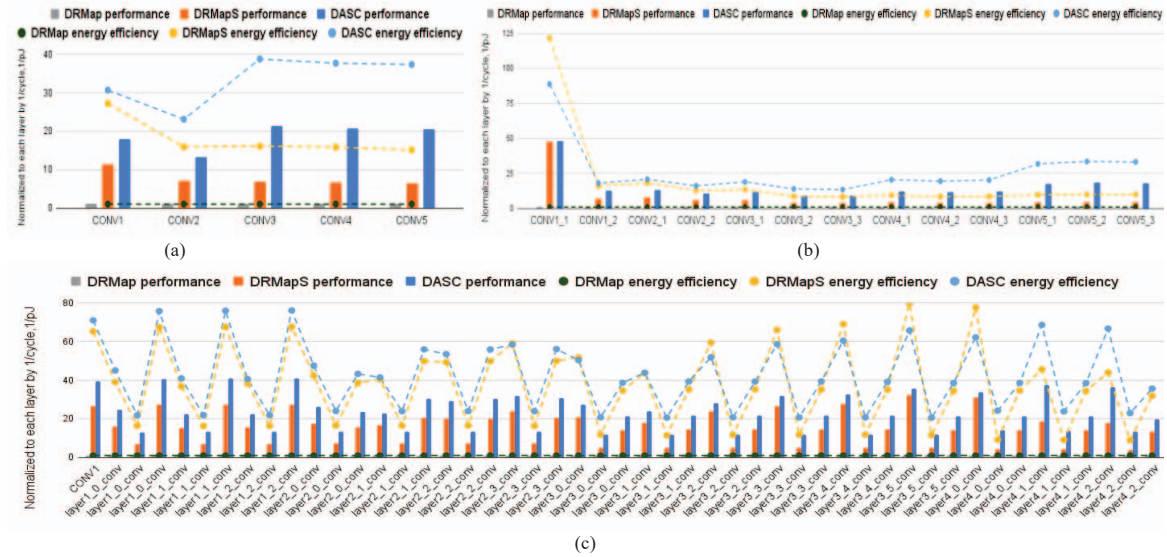 DRMap performance DRMapS performance DASC performance
DRMap energy efficiency DRMapS energy efficiency DASC energy efficiency
Normalized to each layer by 1/cycle,1/pJ
40
30
20
10
0
CONV1 CONV2 CONV3 CONV4 CONV5
(a)
DRMap performance DRMapS performance DASC performance DRMap energy efficiency DRMapS energy efficiency DASC energy efficiency
Normalized to each layer by 1/cycle,1/pJ
125
100
75
50
25
0
CONV1_1 CONV1_2 CONV2_1 CONV2_2 CONV3_1 CONV3_2 CONV3_3 CONV4_1 CONV4_2 CONV4_3 CONV5_1 CONV5_2 CONV5_3
(b)
DRMap performance DRMapS performance DASC performance DRMap energy efficiency DRMapS energy efficiency DASC energy efficiency
Normalized to each layer by 1/cycle,1/pJ
80
60
40
20
0
CONV1
layer1_0_conv
layer1_0_conv
layer1_0_conv
layer1_1_conv
layer1_1_conv
layer1_1_conv
layer1_2_conv
layer1_2_conv
layer1_2_conv
layer2_0_conv
layer2_0_conv
layer2_0_conv
layer2_1_conv
layer2_1_conv
layer2_1_conv
layer2_2_conv
layer2_2_conv
layer2_2_conv
layer2_3_conv
layer2_3_conv
layer2_3_conv
layer3_0_conv
layer3_0_conv
layer3_0_conv
layer3_1_conv
layer3_1_conv
layer3_1_conv
layer3_2_conv
layer3_2_conv
layer3_2_conv
layer3_3_conv
layer3_3_conv
layer3_3_conv
layer3_4_conv
layer3_4_conv
layer3_4_conv
layer3_5_conv
layer3_5_conv
layer3_5_conv
layer4_0_conv
layer4_0_conv
layer4_0_conv
layer4_1_conv
layer4_1_conv
layer4_1_conv
layer4_2_conv
layer4_2_conv
layer4_2_conv
(c)